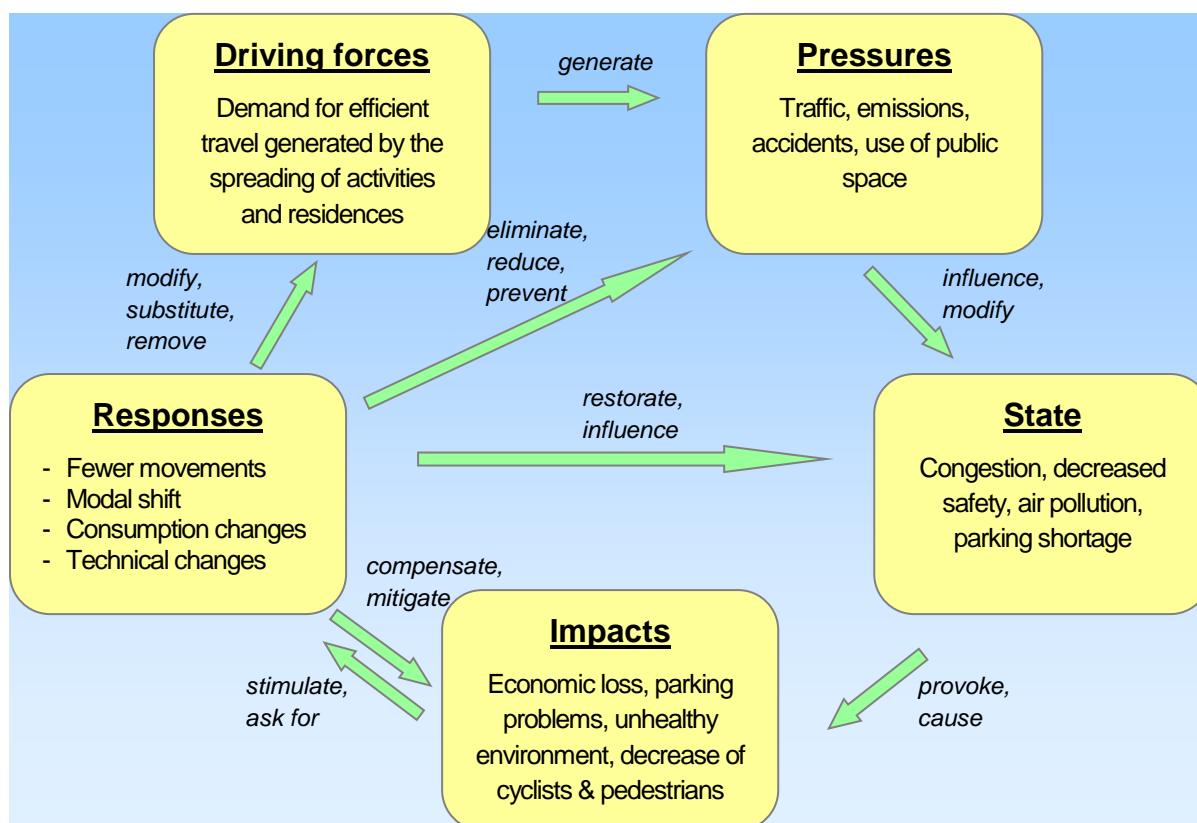 Driving forces
Demand for efficient
travel generated by the
spreading of activities
and residences
generate
Pressures
Traffic, emissions,
accidents, use of public
space
modify,
substitute,
remove
eliminate,
reduce,
prevent
influence,
modify
Responses
- Fewer movements
- Modal shift
- Consumption changes
- Technical changes
restorate,
influence
State
Congestion, decreased
safety, air pollution,
parking shortage
compensate,
mitigate
stimulate,
ask for
Impacts
Economic loss, parking
problems, unhealthy
environment, decrease of
cyclists & pedestrians
provoke,
cause